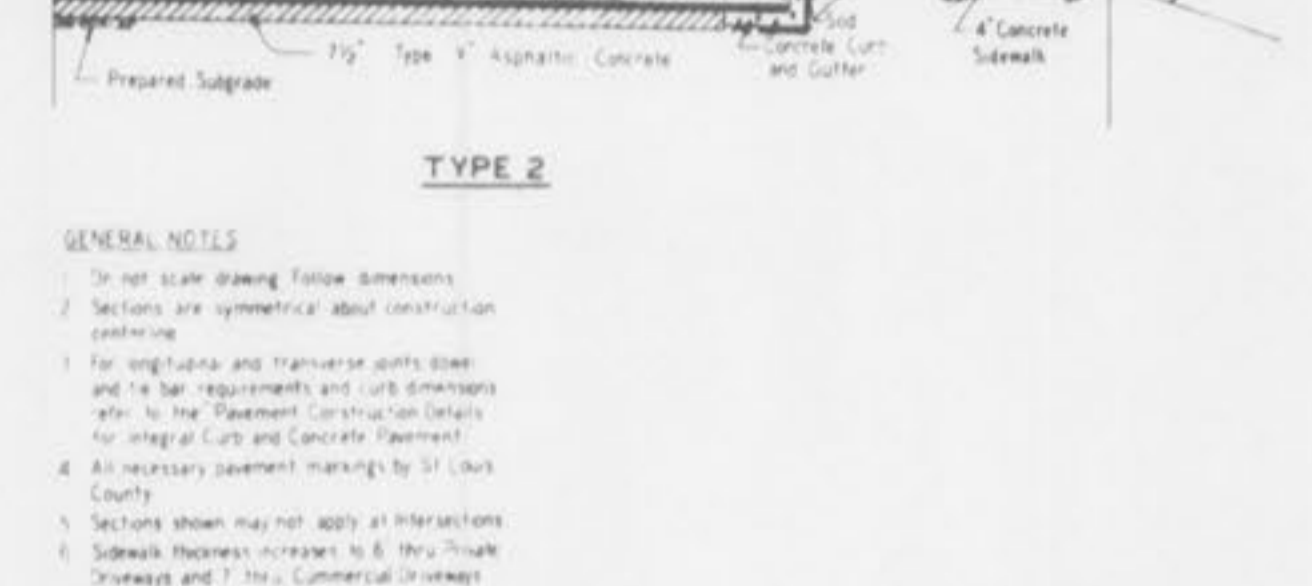 Sod
4" Concrete
Sidewalk
Concrete Curb
and Gutter
7½" Type "X" Asphaltic Concrete
Prepared Subgrade
TYPE 2
GENERAL NOTES
1 Do not scale drawing Follow dimensions
2 Sections are symmetrical about construction
centerline
3 For longitudinal and transverse joints dowel
and tie bar requirements and curb dimensions
refer to the "Pavement Construction Details
for Integral Curb and Concrete Pavement
4 All necessary pavement markings by St Louis
County
5 Sections shown may not apply at Intersections
6 Sidewalk thickness increases to 6" thru Private
Driveways and 7" thru Commercial Driveways